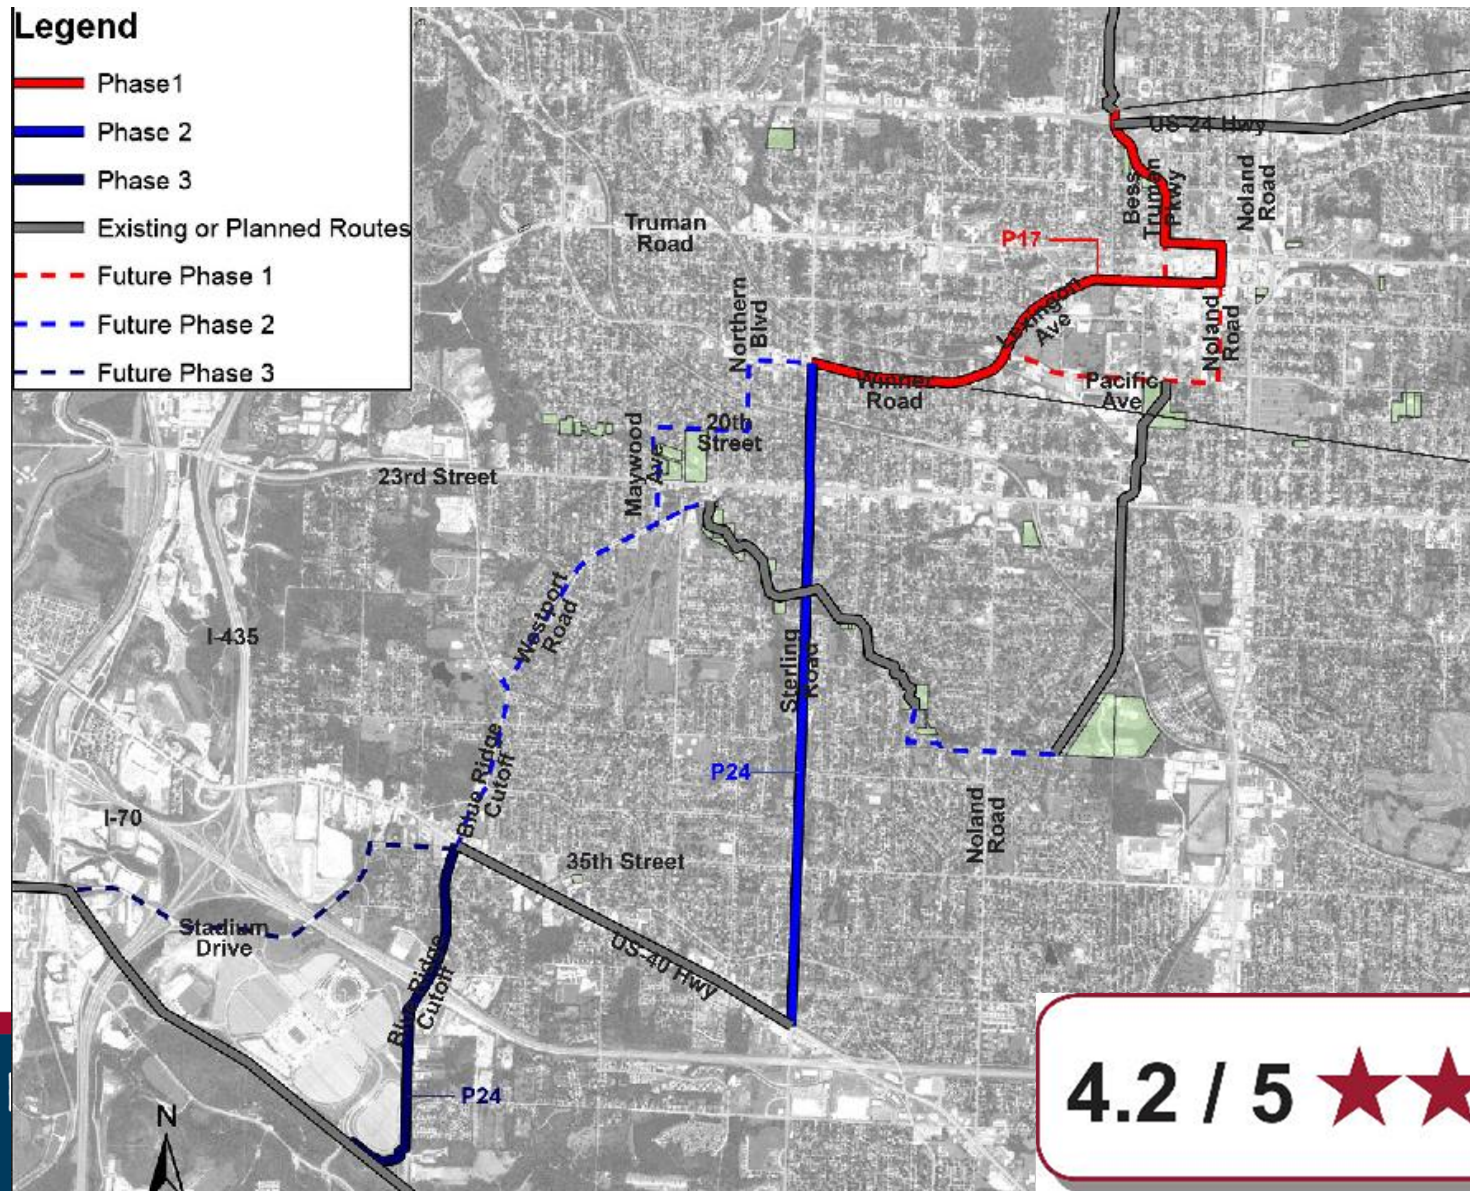 Legend
Phase1
Phase 2
Phase 3
Existing or Planned Routes
Future Phase 1
Future Phase 2
Future Phase 3
US-24 Hwy
Bess
Truman
Pkwy
Noland
Road
Truman
Road
P17
Lexington
Ave
Northern
Blvd
Noland
Road
Winner
Road
Pacific
Ave
20th
Street
Maywood
Ave
23rd Street
Westport
Road
I-435
Sterling
Road
P24
Blue Ridge
Cutoff
I-70
Noland
Road
35th Street
Stadium
Drive
US-40 Hwy
Blue Ridge
Cutoff
P24
N
4.2 / 5